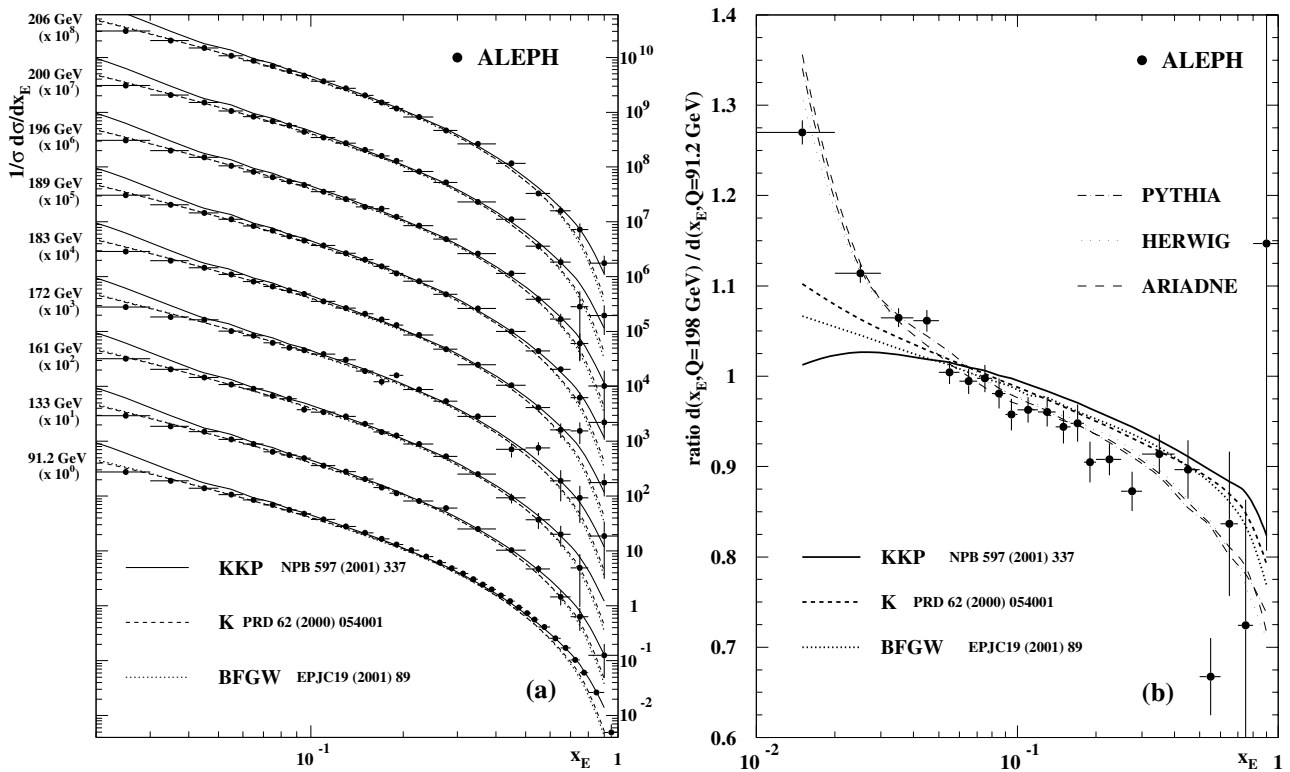 1/σ dσ/dx_E
206 GeV
(x 10^8)
200 GeV
(x 10^7)
196 GeV
(x 10^6)
189 GeV
(x 10^5)
183 GeV
(x 10^4)
172 GeV
(x 10^3)
161 GeV
(x 10^2)
133 GeV
(x 10^1)
91.2 GeV
(x 10^0)
ALEPH
10^10
10^9
10^8
10^7
10^6
10^5
10^4
10^3
10^2
10
1
10^-1
10^-2
KKP NPB 597 (2001) 337
K PRD 62 (2000) 054001
BFGW EPJC19 (2001) 89
(a)
10^-1
x_E
1
ratio d(x_E,Q=198 GeV) / d(x_E,Q=91.2 GeV)
1.4
1.3
1.2
1.1
1
0.9
0.8
0.7
0.6
ALEPH
PYTHIA
HERWIG
ARIADNE
KKP NPB 597 (2001) 337
K PRD 62 (2000) 054001
BFGW EPJC19 (2001) 89
(b)
10^-2
10^-1
x_E
1